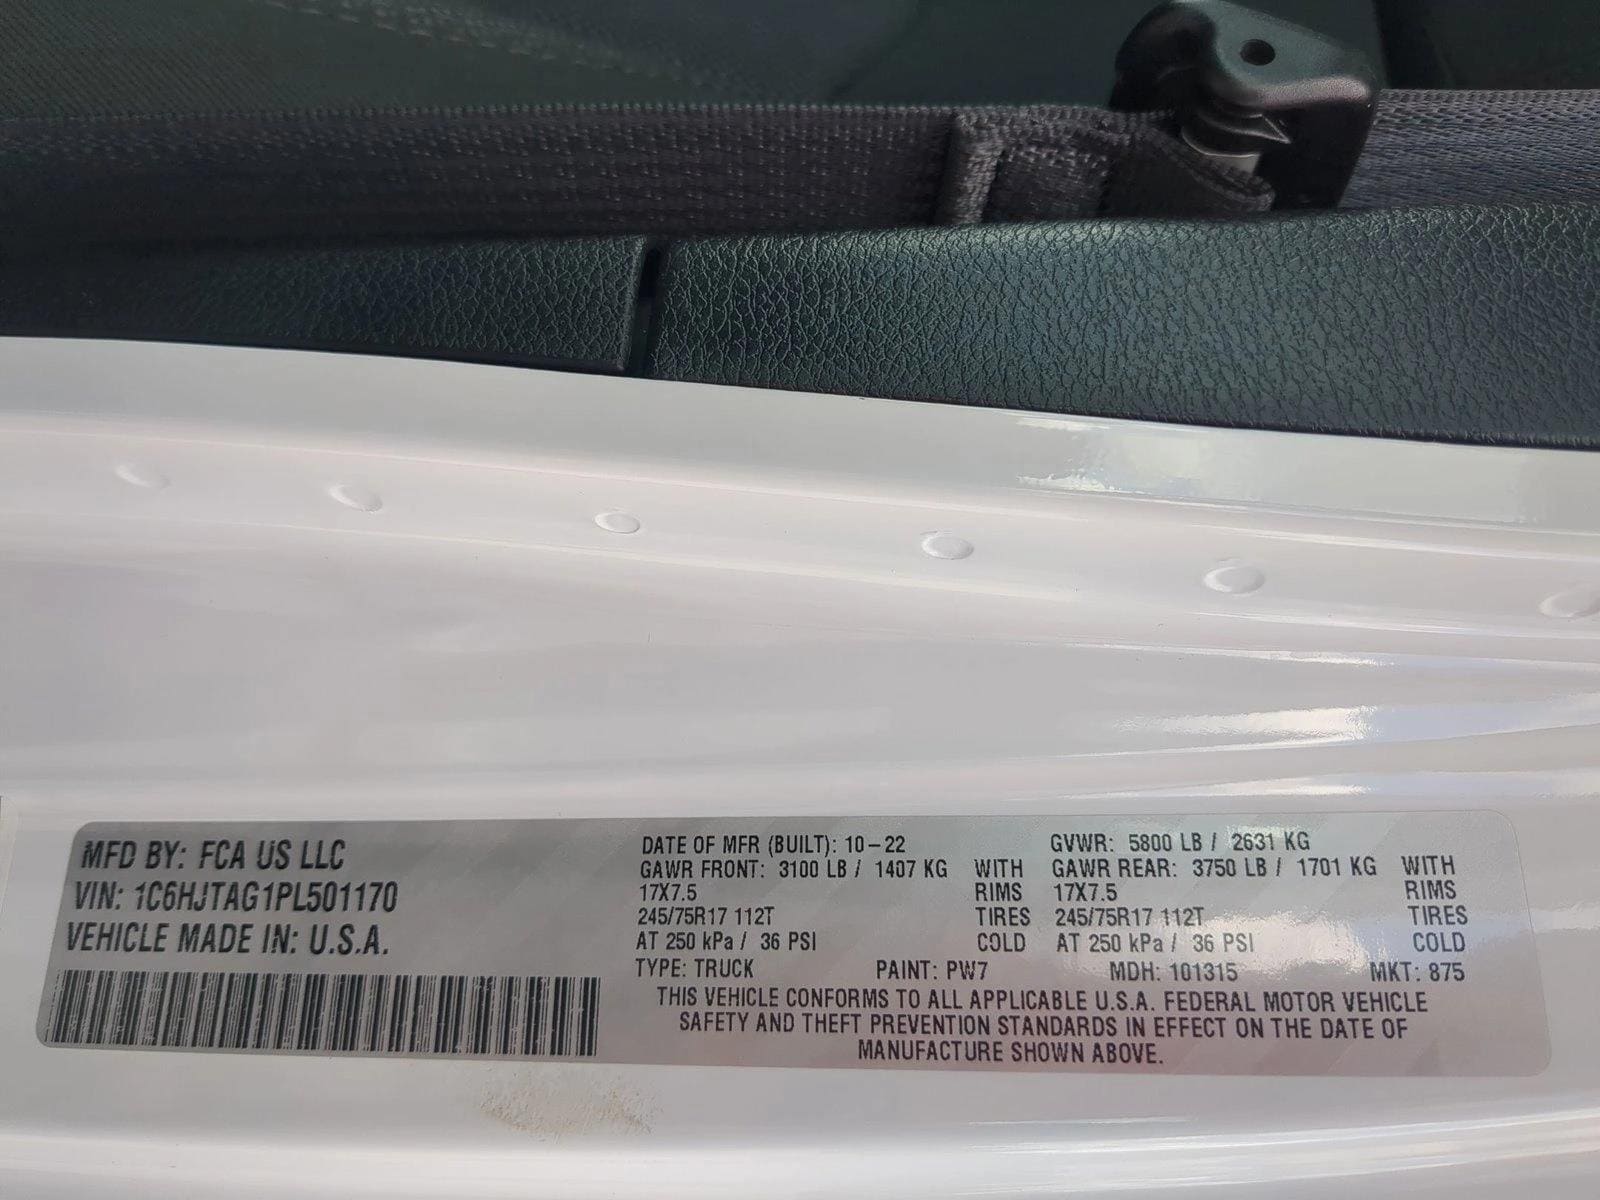 MFD BY: FCA US LLC
VIN: 1C6HJTAG1PL501170
VEHICLE MADE IN: U.S.A.
DATE OF MFR (BUILT): 10-22 GVWR: 5800 LB / 2631 KG
GAWR FRONT: 3100 LB / 1407 KG WITH GAWR REAR: 3750 LB / 1701 KG WITH
17X7.5 RIMS 17X7.5 RIMS
245/75R17 112T TIRES 245/75R17 112T TIRES
AT 250 kPa / 36 PSI COLD AT 250 kPa / 36 PSI COLD
TYPE: TRUCK PAINT: PW7 MDH: 101315 MKT: 875
THIS VEHICLE CONFORMS TO ALL APPLICABLE U.S.A. FEDERAL MOTOR VEHICLE
SAFETY AND THEFT PREVENTION STANDARDS IN EFFECT ON THE DATE OF
MANUFACTURE SHOWN ABOVE.